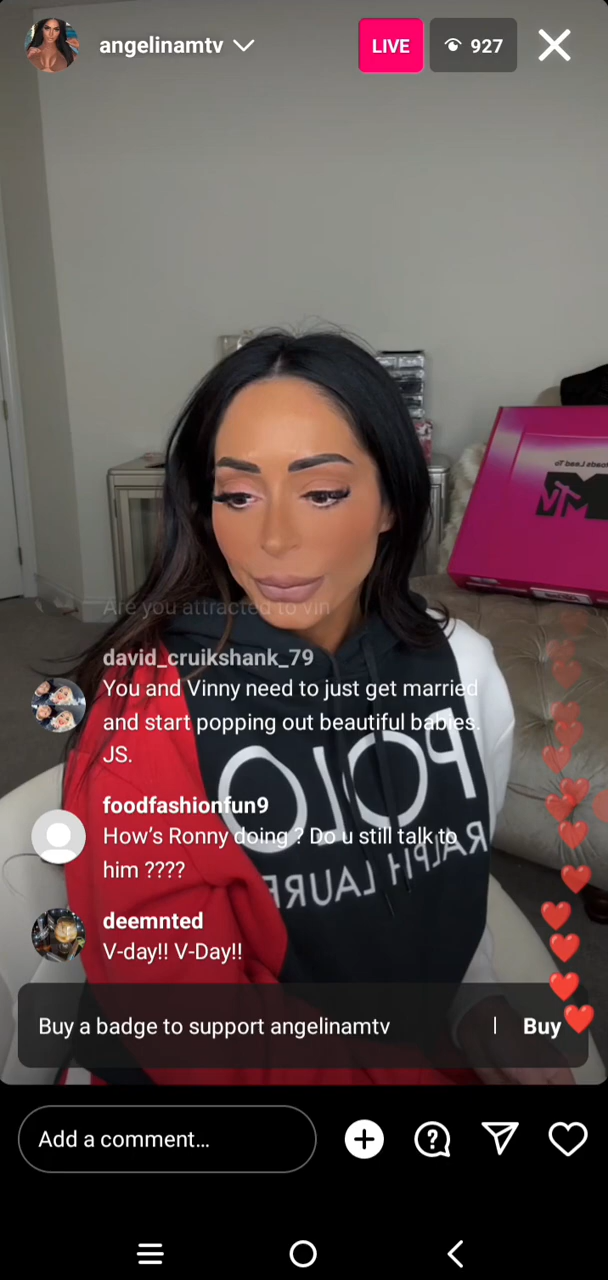 angelinamtv
LIVE
927
Are you attracted to vin
david_cruikshank_79
You and Vinny need to just get married
and start popping out beautiful babies.
JS.
foodfashionfun9
How's Ronny doing ? Do u still talk to
him ????
deemnted
V-day!! V-Day!!
POLO
RALPH LAURE
MTV
Buy a badge to support angelinamtv
Buy
Add a comment...